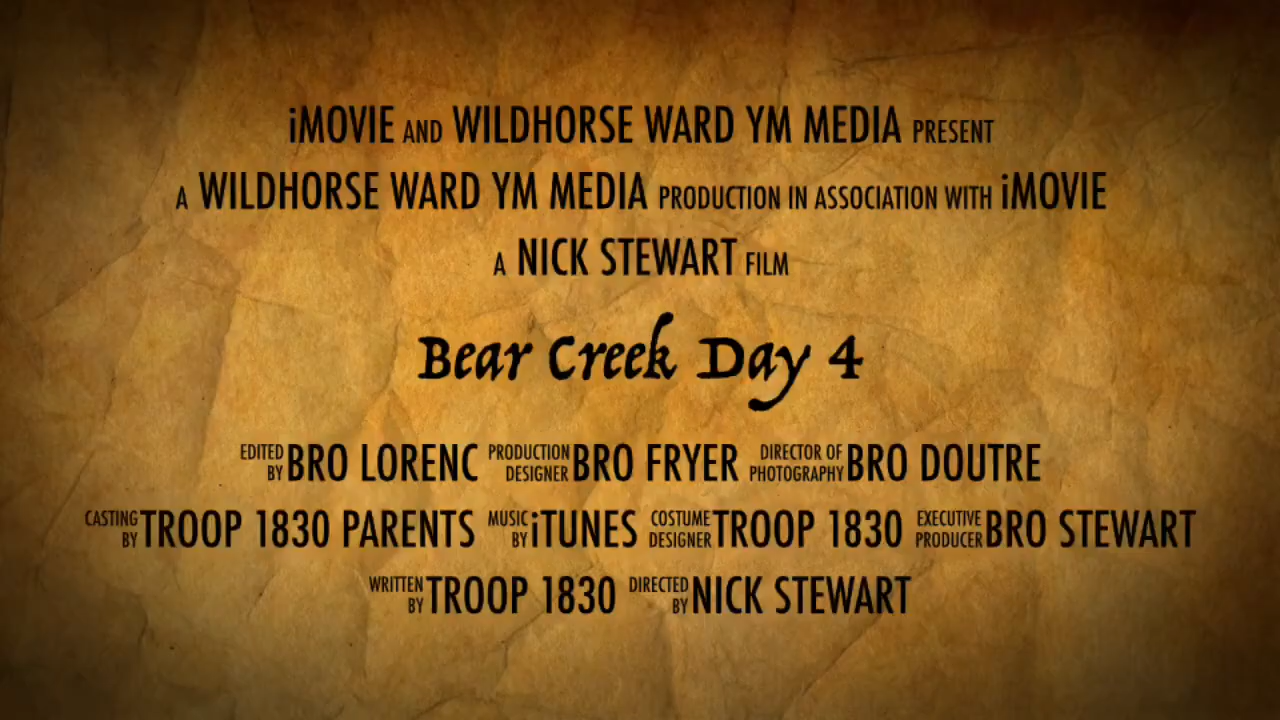 iMOVIE AND WILDHORSE WARD YM MEDIA PRESENT
A WILDHORSE WARD YM MEDIA PRODUCTION IN ASSOCIATION WITH iMOVIE
A NICK STEWART FILM
Bear Creek Day 4
EDITED BY BRO LORENC PRODUCTION DESIGNER BRO FRYER DIRECTOR OF PHOTOGRAPHY BRO DOUTRE
CASTING BY TROOP 1830 PARENTS MUSIC BY iTUNES COSTUME DESIGNER TROOP 1830 EXECUTIVE PRODUCER BRO STEWART
WRITTEN BY TROOP 1830 DIRECTED BY NICK STEWART